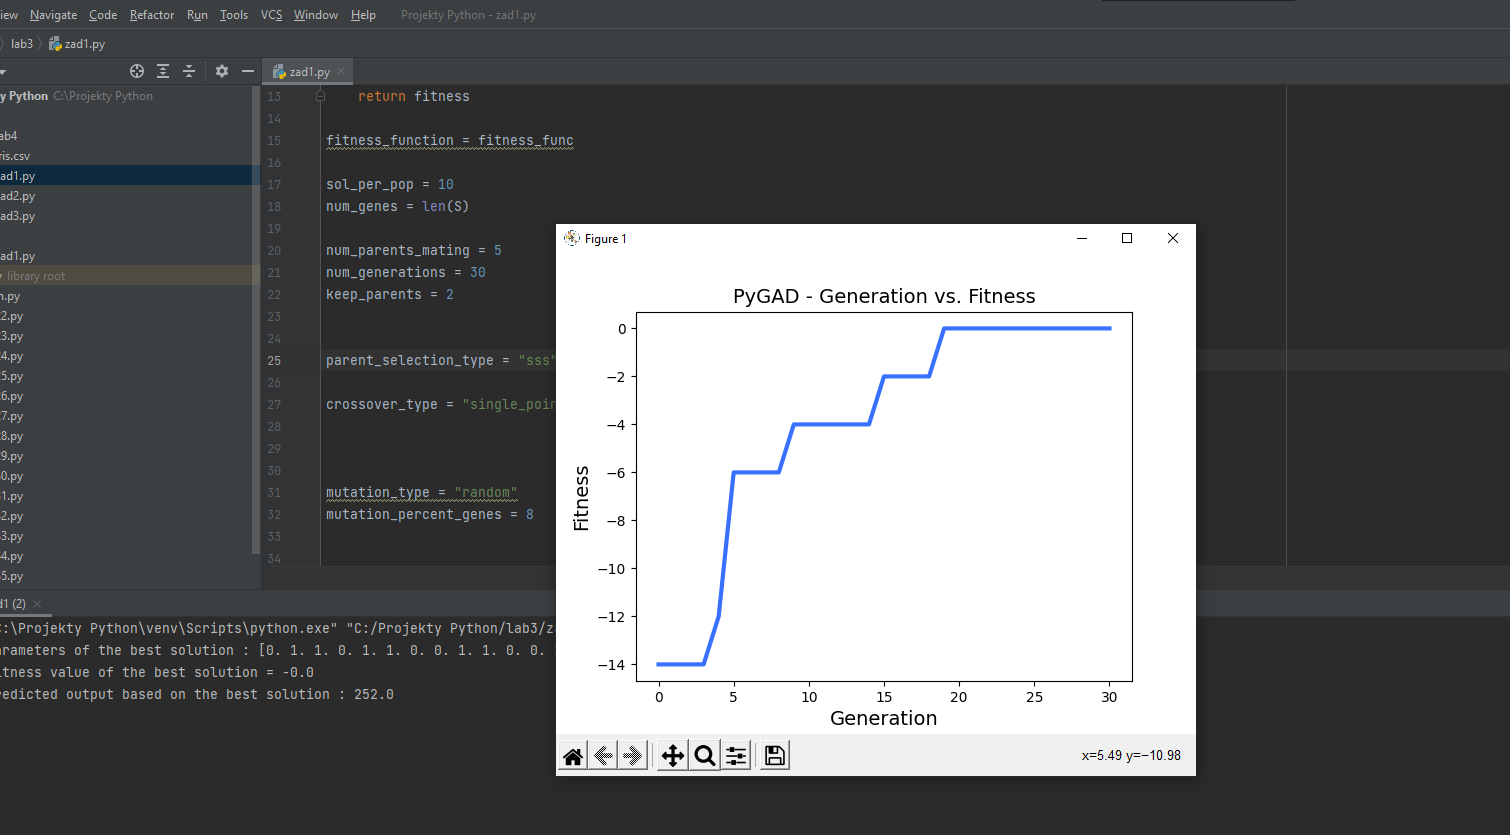 iew Navigate Code Refactor Run Tools VCS Window Help Projekty Python - zad1.py
lab3 zad1.py
zad1.py
y Python C:\Projekty Python
ab4
ris.csv
ad1.py
ad2.py
ad3.py
ad1.py
library root
n.py
2.py
3.py
4.py
5.py
6.py
7.py
8.py
9.py
0.py
1.py
2.py
3.py
4.py
5.py
13 return fitness
14
15 fitness_function = fitness_func
16
17 sol_per_pop = 10
18 num_genes = len(S)
19
20 num_parents_mating = 5
21 num_generations = 30
22 keep_parents = 2
23
24
25 parent_selection_type = "sss"
26
27 crossover_type = "single_poin
28
29
30
31 mutation_type = "random"
32 mutation_percent_genes = 8
33
34
Figure 1
PyGAD - Generation vs. Fitness
Fitness
0
−2
−4
−6
−8
−10
−12
−14
0 5 10 15 20 25 30
Generation
x=5.49 y=−10.98
d1 (2)
:\Projekty Python\venv\Scripts\python.exe" "C:/Projekty Python/lab3/za
arameters of the best solution : [0. 1. 1. 0. 1. 1. 0. 0. 1. 1. 0. 0.
itness value of the best solution = -0.0
redicted output based on the best solution : 252.0